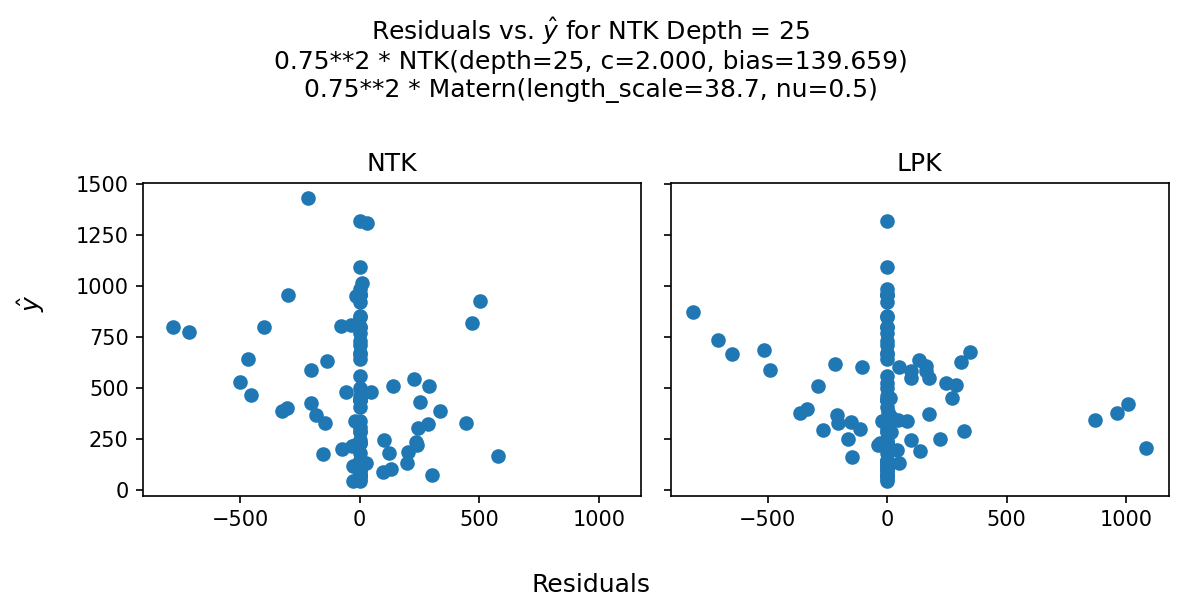 Residuals vs. ŷ for NTK Depth = 25
0.75**2 * NTK(depth=25, c=2.000, bias=139.659)
0.75**2 * Matern(length_scale=38.7, nu=0.5)
NTK
LPK
1500
1250
1000
750
500
250
0
ŷ
−500
0
500
1000
−500
0
500
1000
Residuals